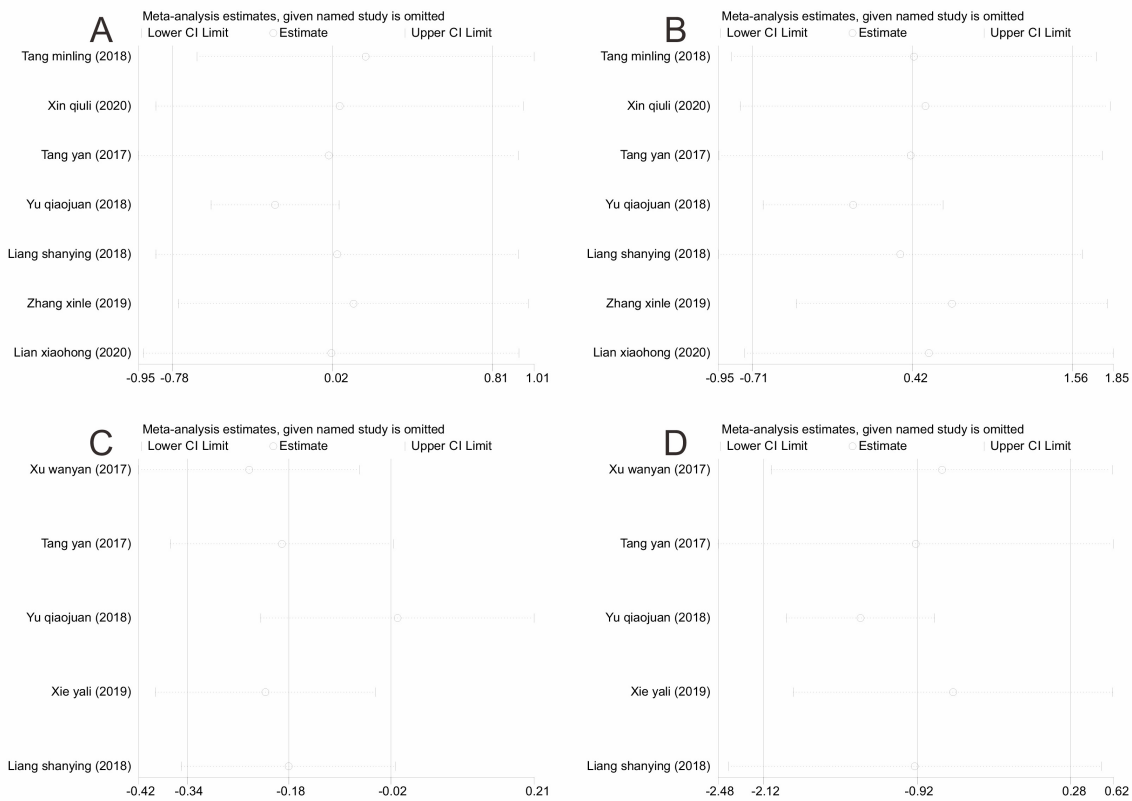 A
Meta-analysis estimates, given named study is omitted
Lower CI Limit Estimate Upper CI Limit
Tang minling (2018)
Xin qiuli (2020)
Tang yan (2017)
Yu qiaojuan (2018)
Liang shanying (2018)
Zhang xinle (2019)
Lian xiaohong (2020)
-0.95 -0.78 0.02 0.81 1.01
B
Meta-analysis estimates, given named study is omitted
Lower CI Limit Estimate Upper CI Limit
Tang minling (2018)
Xin qiuli (2020)
Tang yan (2017)
Yu qiaojuan (2018)
Liang shanying (2018)
Zhang xinle (2019)
Lian xiaohong (2020)
-0.95 -0.71 0.42 1.56 1.85
C
Meta-analysis estimates, given named study is omitted
Lower CI Limit Estimate Upper CI Limit
Xu wanyan (2017)
Tang yan (2017)
Yu qiaojuan (2018)
Xie yali (2019)
Liang shanying (2018)
-0.42 -0.34 -0.18 -0.02 0.21
D
Meta-analysis estimates, given named study is omitted
Lower CI Limit Estimate Upper CI Limit
Xu wanyan (2017)
Tang yan (2017)
Yu qiaojuan (2018)
Xie yali (2019)
Liang shanying (2018)
-2.48 -2.12 -0.92 0.28 0.62